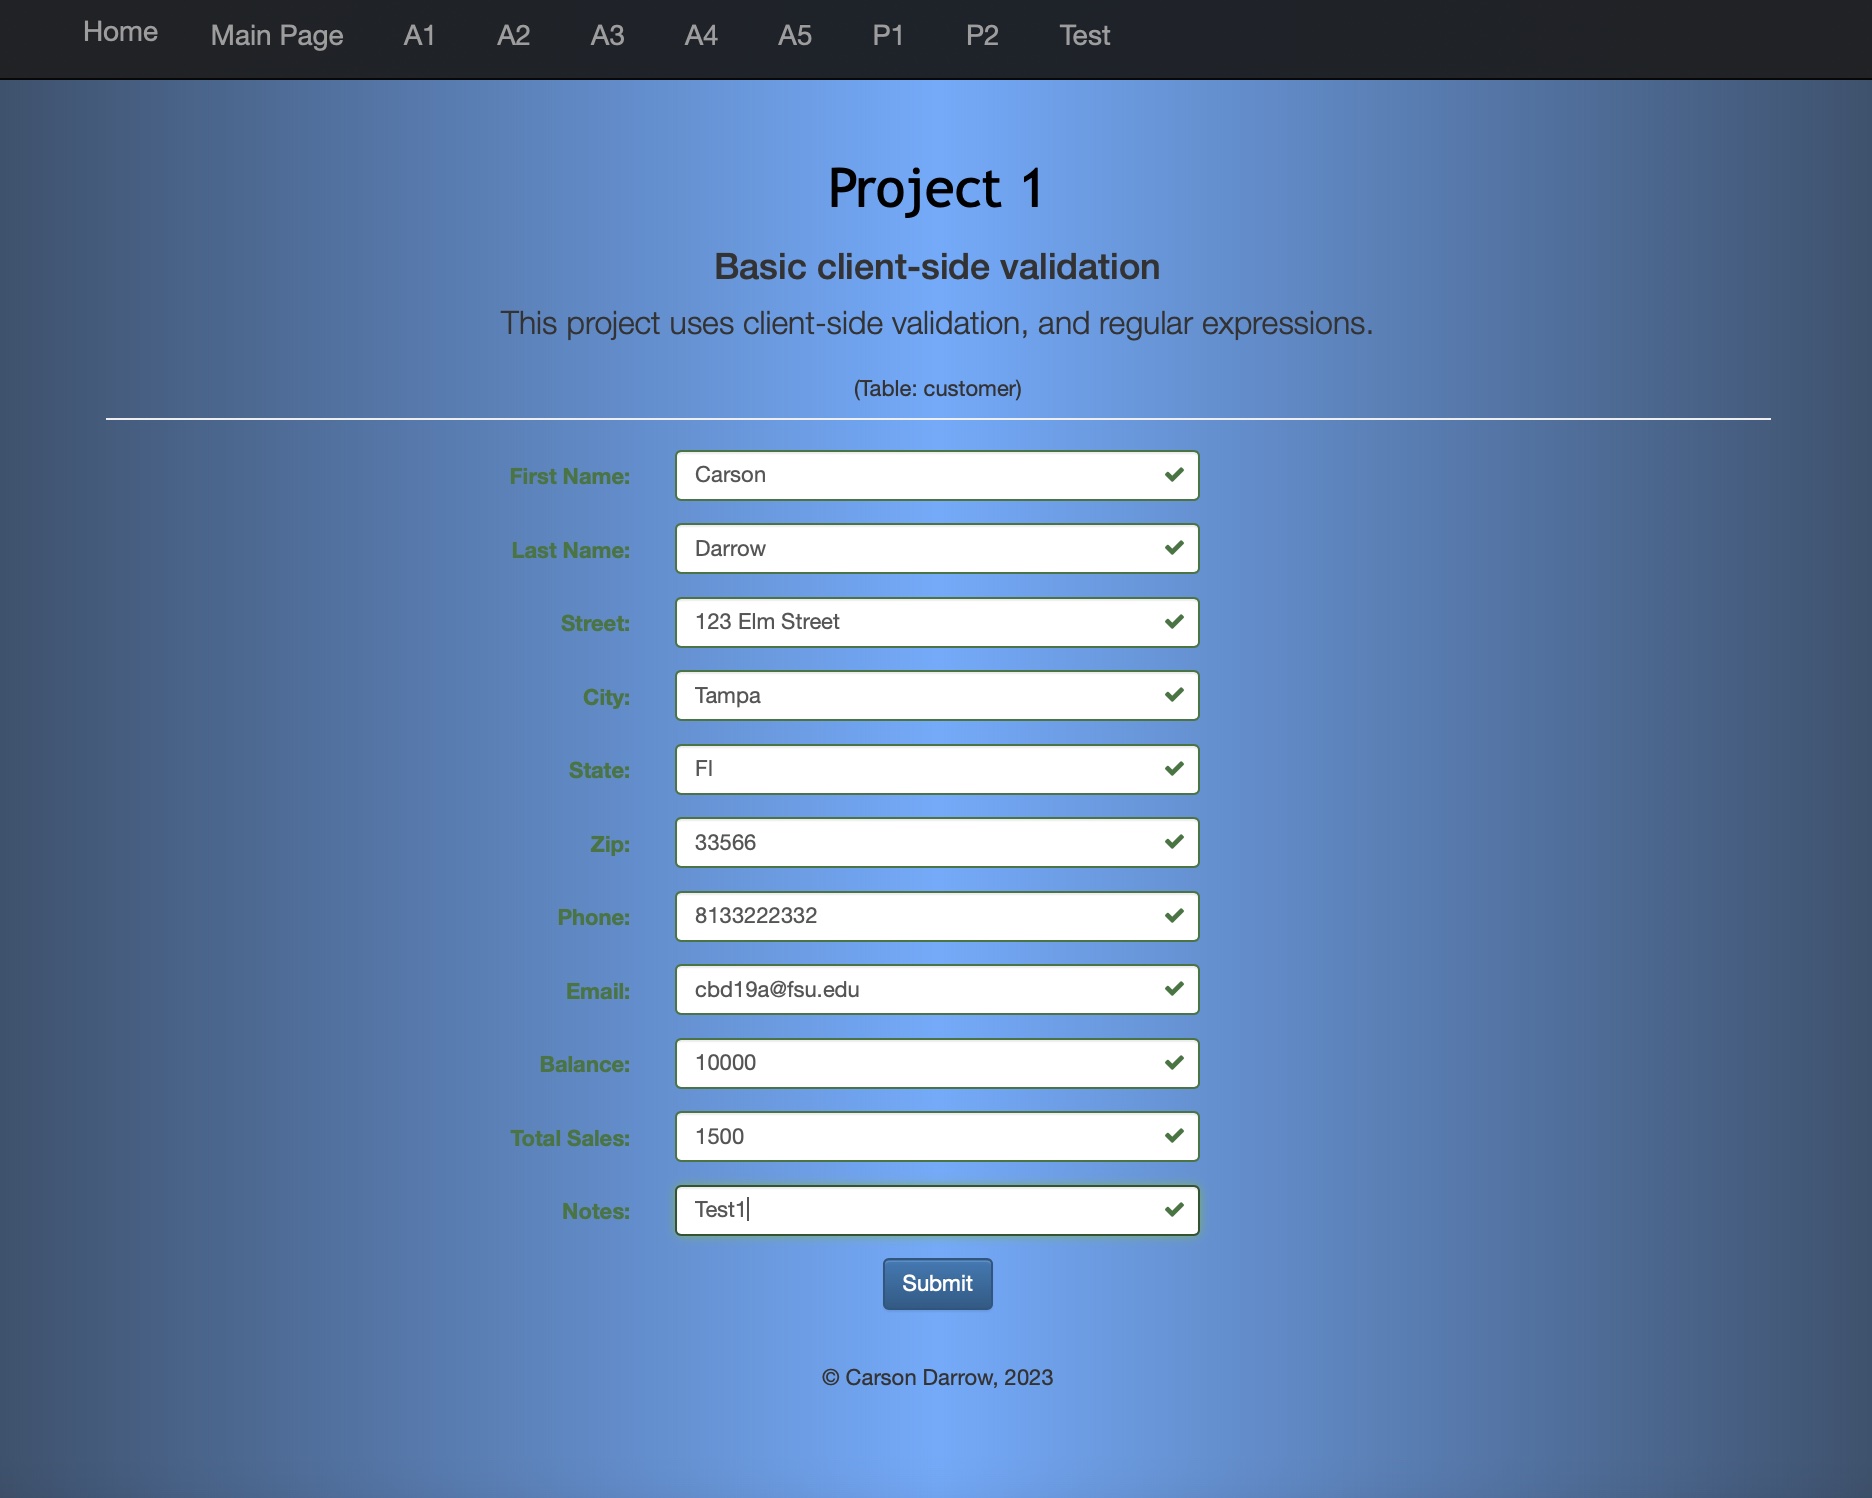 Home Main Page A1 A2 A3 A4 A5 P1 P2 Test
Project 1
Basic client-side validation
This project uses client-side validation, and regular expressions.
(Table: customer)
First Name: Carson
Last Name: Darrow
Street: 123 Elm Street
City: Tampa
State: Fl
Zip: 33566
Phone: 8133222332
Email: cbd19a@fsu.edu
Balance: 10000
Total Sales: 1500
Notes: Test1
Submit
© Carson Darrow, 2023